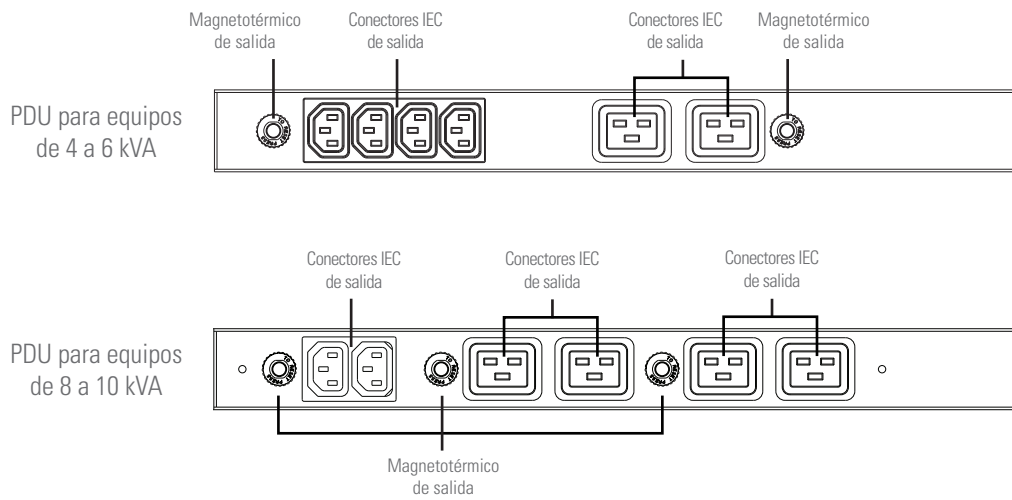 Magnetotérmico
de salida
Conectores IEC
de salida
Conectores IEC
de salida
Magnetotérmico
de salida
PDU para equipos
de 4 a 6 kVA
Conectores IEC
de salida
Conectores IEC
de salida
Conectores IEC
de salida
PDU para equipos
de 8 a 10 kVA
Magnetotérmico
de salida